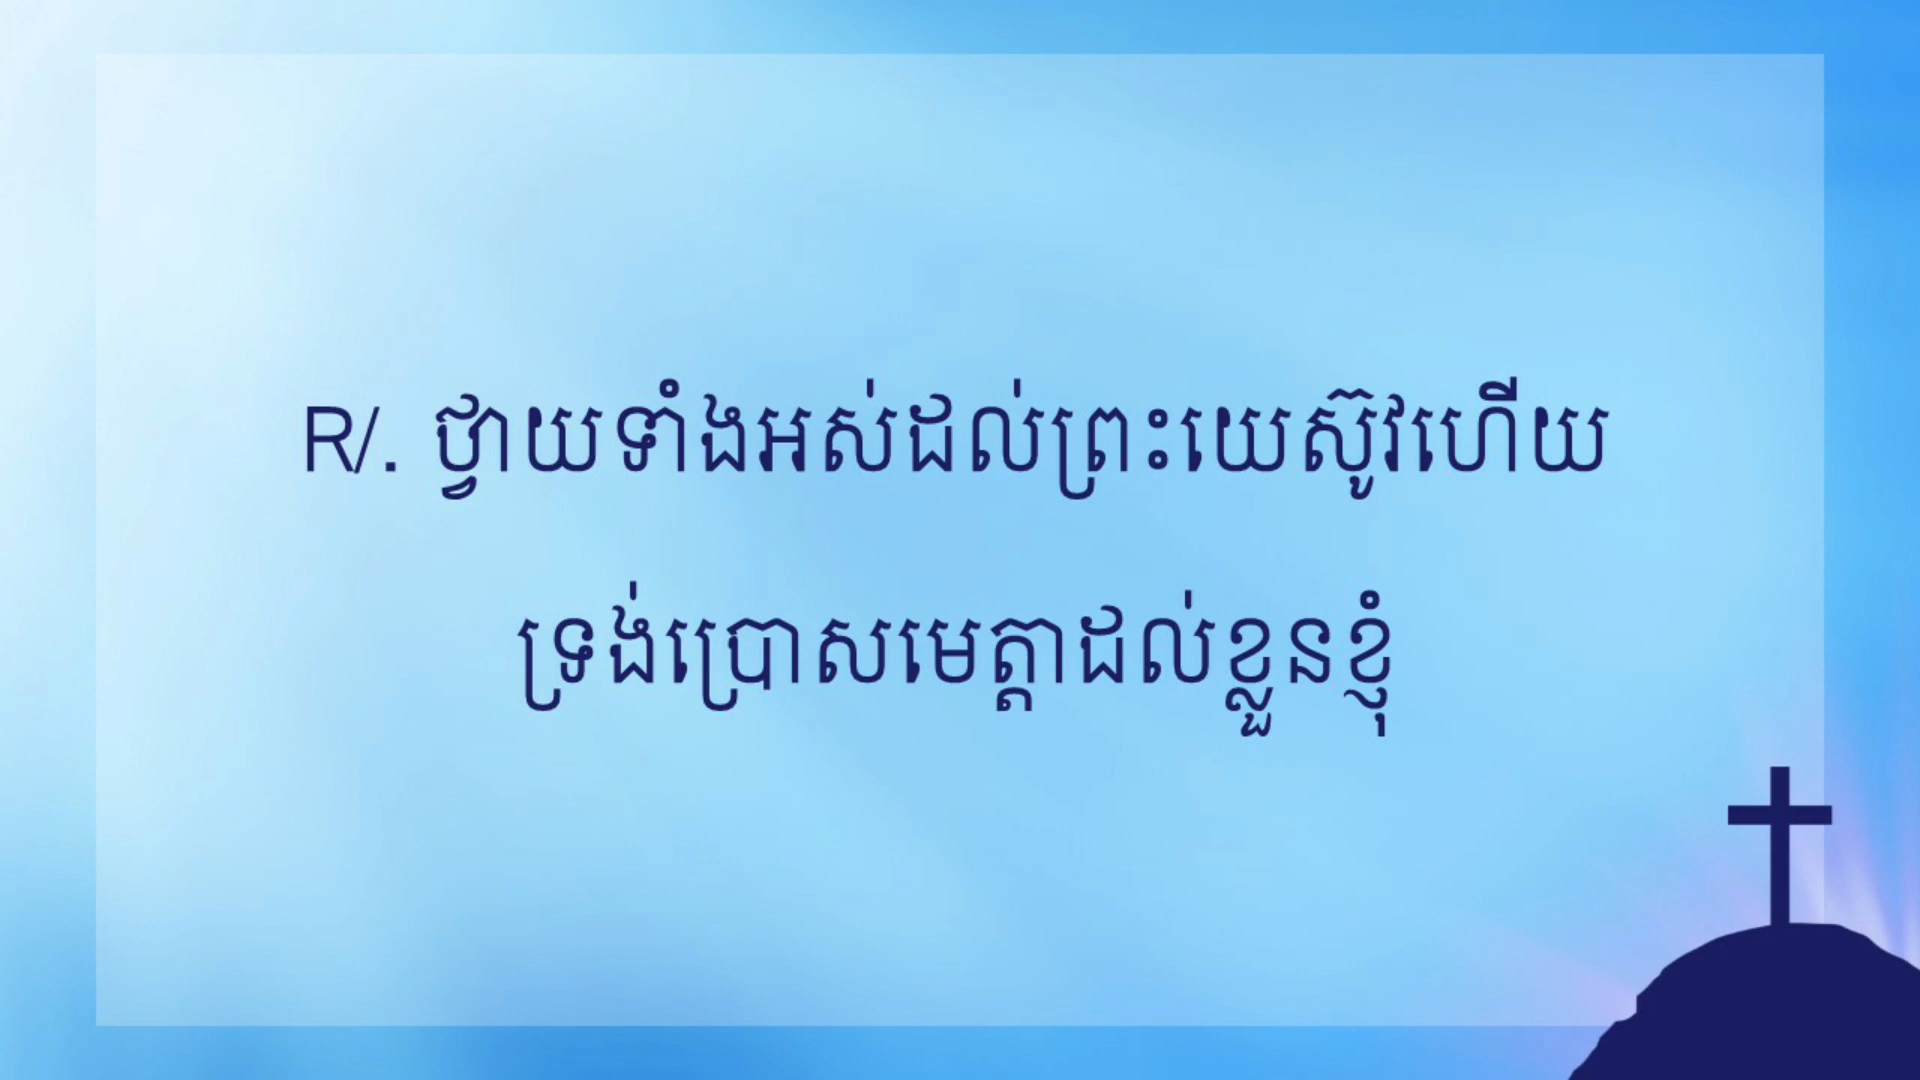 R/. ថ្វាយទាំងអស់ដល់ព្រះយេស៊ូវហើយ
ទ្រង់ប្រោសមេត្តាដល់ខ្លួនខ្ញុំ